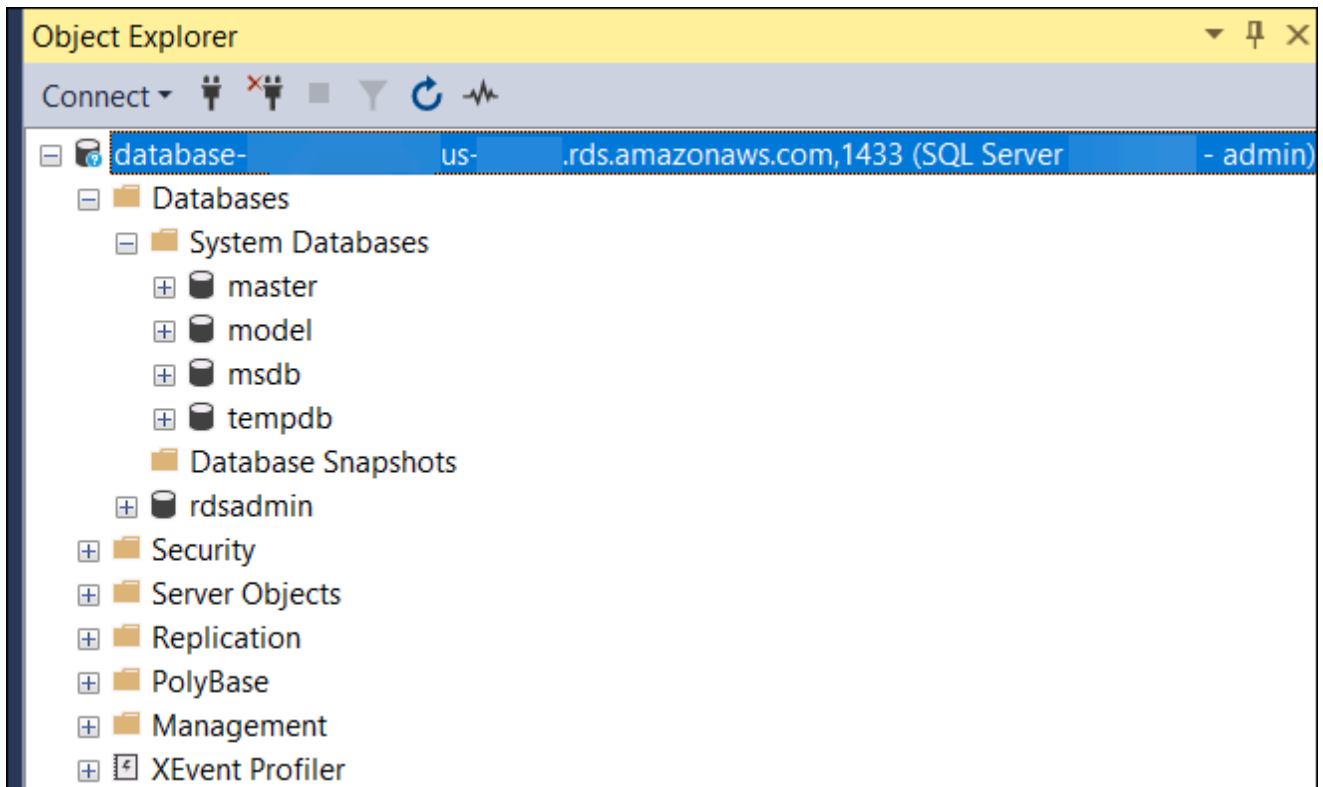 Object Explorer
Connect
database- us- .rds.amazonaws.com,1433 (SQL Server - admin)
Databases
System Databases
master
model
msdb
tempdb
Database Snapshots
rdsadmin
Security
Server Objects
Replication
PolyBase
Management
XEvent Profiler